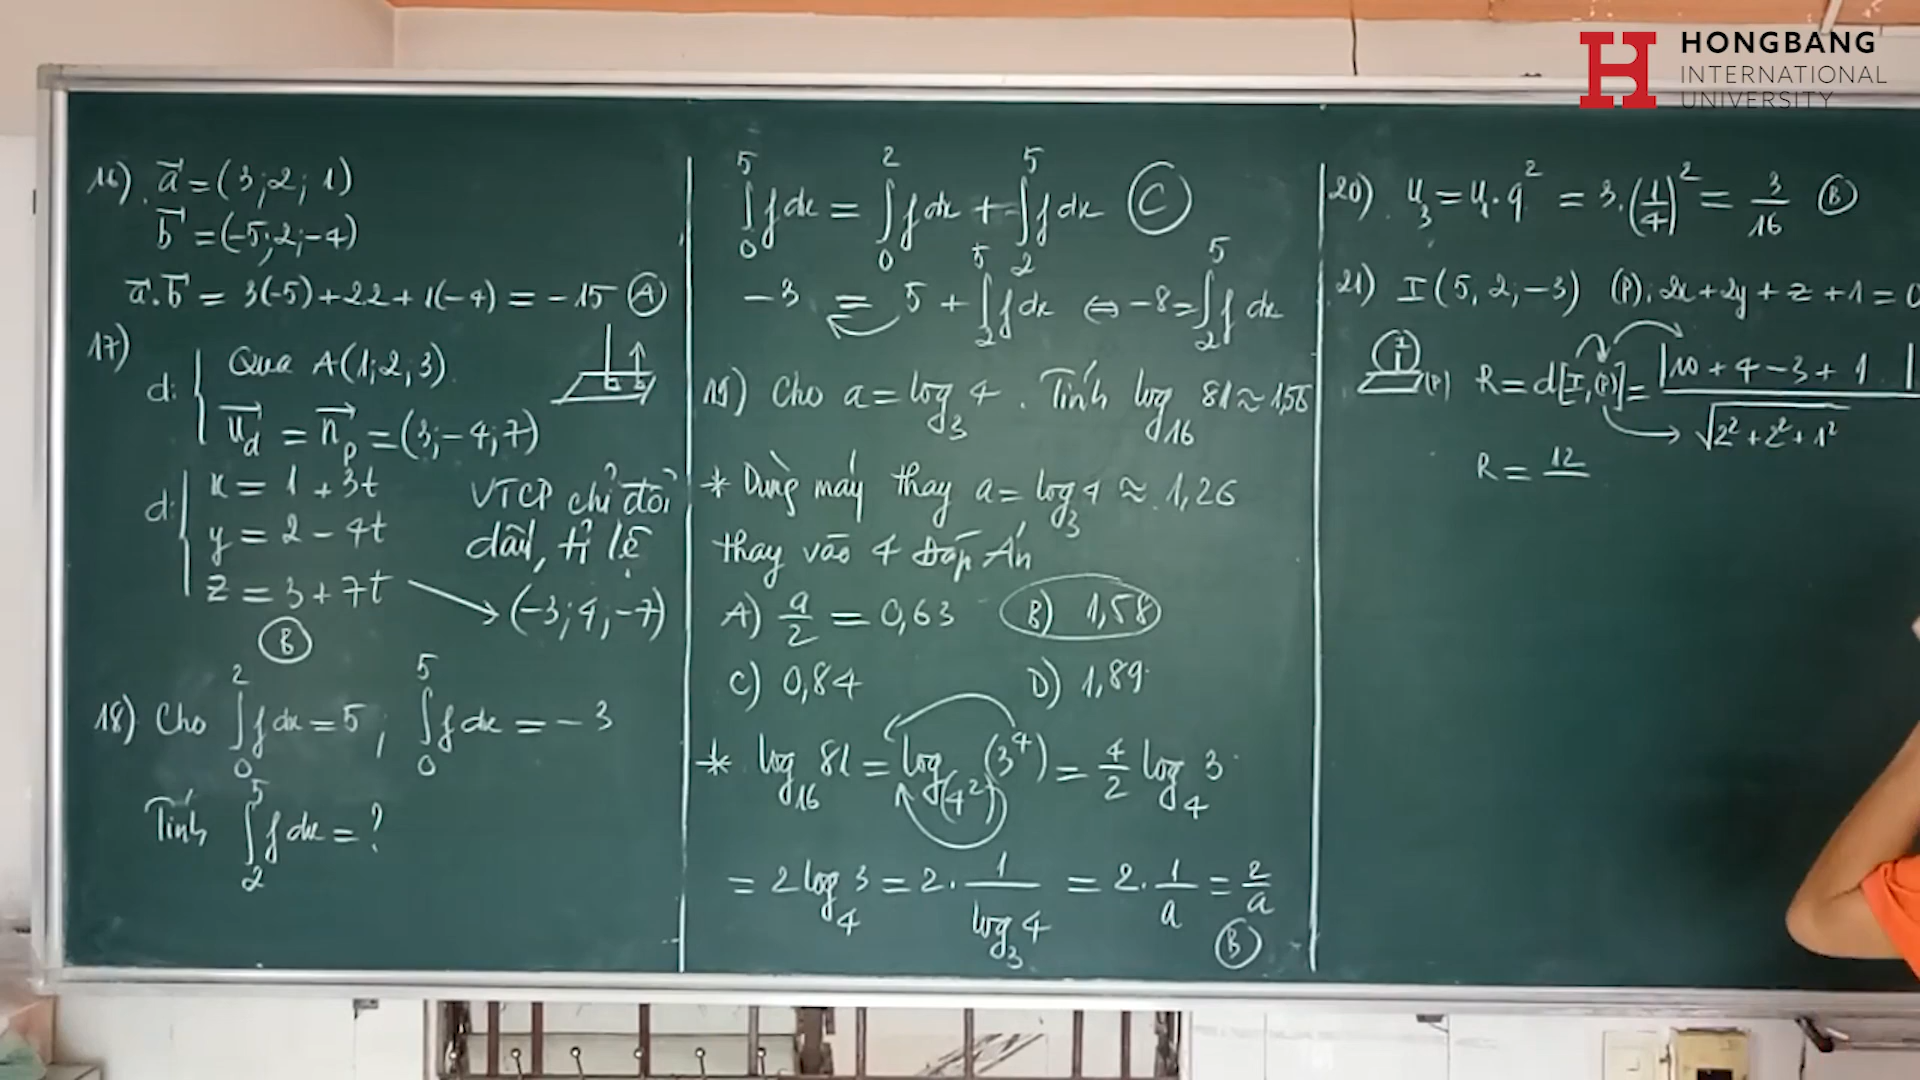 HONGBANG
INTERNATIONAL
UNIVERSITY
16) a⃗ = (3; 2; 1)
b⃗ = (-5; 2; -4)
a⃗.b⃗ = 3(-5) + 2.2 + 1(-4) = -15 (A)
17)
d: { Qua A(1; 2; 3)
u⃗_d = n⃗_p = (3; -4; 7)
d: { x = 1 + 3t
y = 2 - 4t
z = 3 + 7t
(B)
VTCP chỉ đổi
dấu, tỉ lệ
(-3; 4; -7)
18) Cho ∫₀² f dx = 5; ∫₀⁵ f dx = -3
Tính ∫₂⁵ f dx = ?
∫₀⁵ f dx = ∫₀² f dx + ∫₂⁵ f dx (C)
-3 = 5 + ∫₂⁵ f dx ⇔ -8 = ∫₂⁵ f dx
19) Cho a = log₃ 4. Tính log₁₆ 81 ≈ 1,58
* Dùng máy thay a = log₃ 4 ≈ 1,26
thay vào 4 Đáp Án
A) a/2 = 0,63 B) 1,58
C) 0,84 D) 1,89
* log₁₆ 81 = log_(4²) (3⁴) = 4/2 log₄ 3
= 2 log₄ 3 = 2 . 1/log₃ 4 = 2 . 1/a = 2/a
(B)
20) u₃ = u₁ . q² = 3 . (1/4)² = 3/16 (B)
21) I(5, 2, -3) (P): 2x + 2y + z + 1 = 0
I (P) R = d[I, (P)] = |10 + 4 - 3 + 1| / √2² + 2² + 1²
R = 12